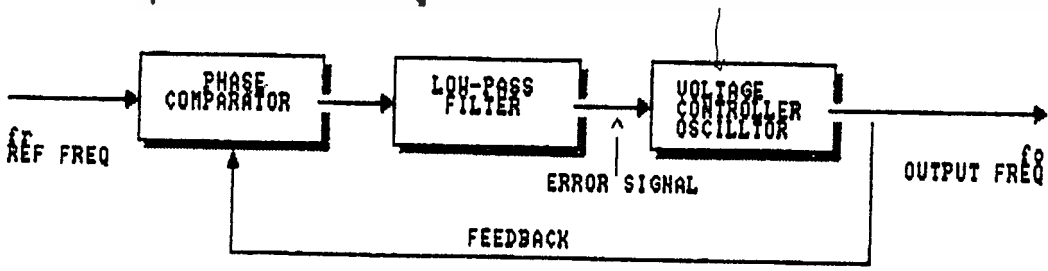 PHASE
COMPARATOR
LOW-PASS
FILTER
VOLTAGE
CONTROLLER
OSCILLTOR
fr
REF FREQ
ERROR SIGNAL
fo
OUTPUT FREQ
FEEDBACK